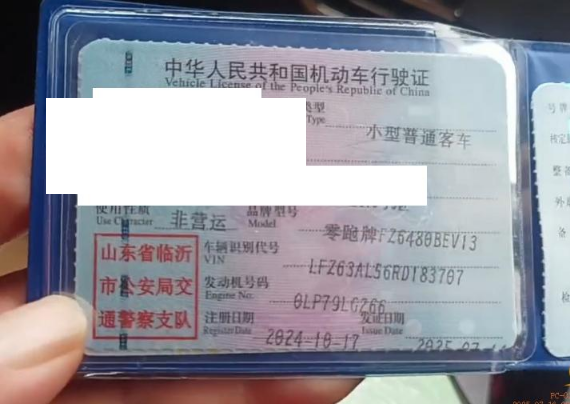 中华人民共和国机动车行驶证
Vehicle License of the People's Republic of China
类型
Type
小型普通客车
使用性质
Use Character
非营运
品牌型号
Model
零跑牌FZ6480BEV13
山东省临沂
市公安局交
通警察支队
车辆识别代号
VIN
LFZ63AL56RD183707
发动机号码
Engine No.
注册日期
Register Date
2024-10-17
发证日期
Issue Date
号牌